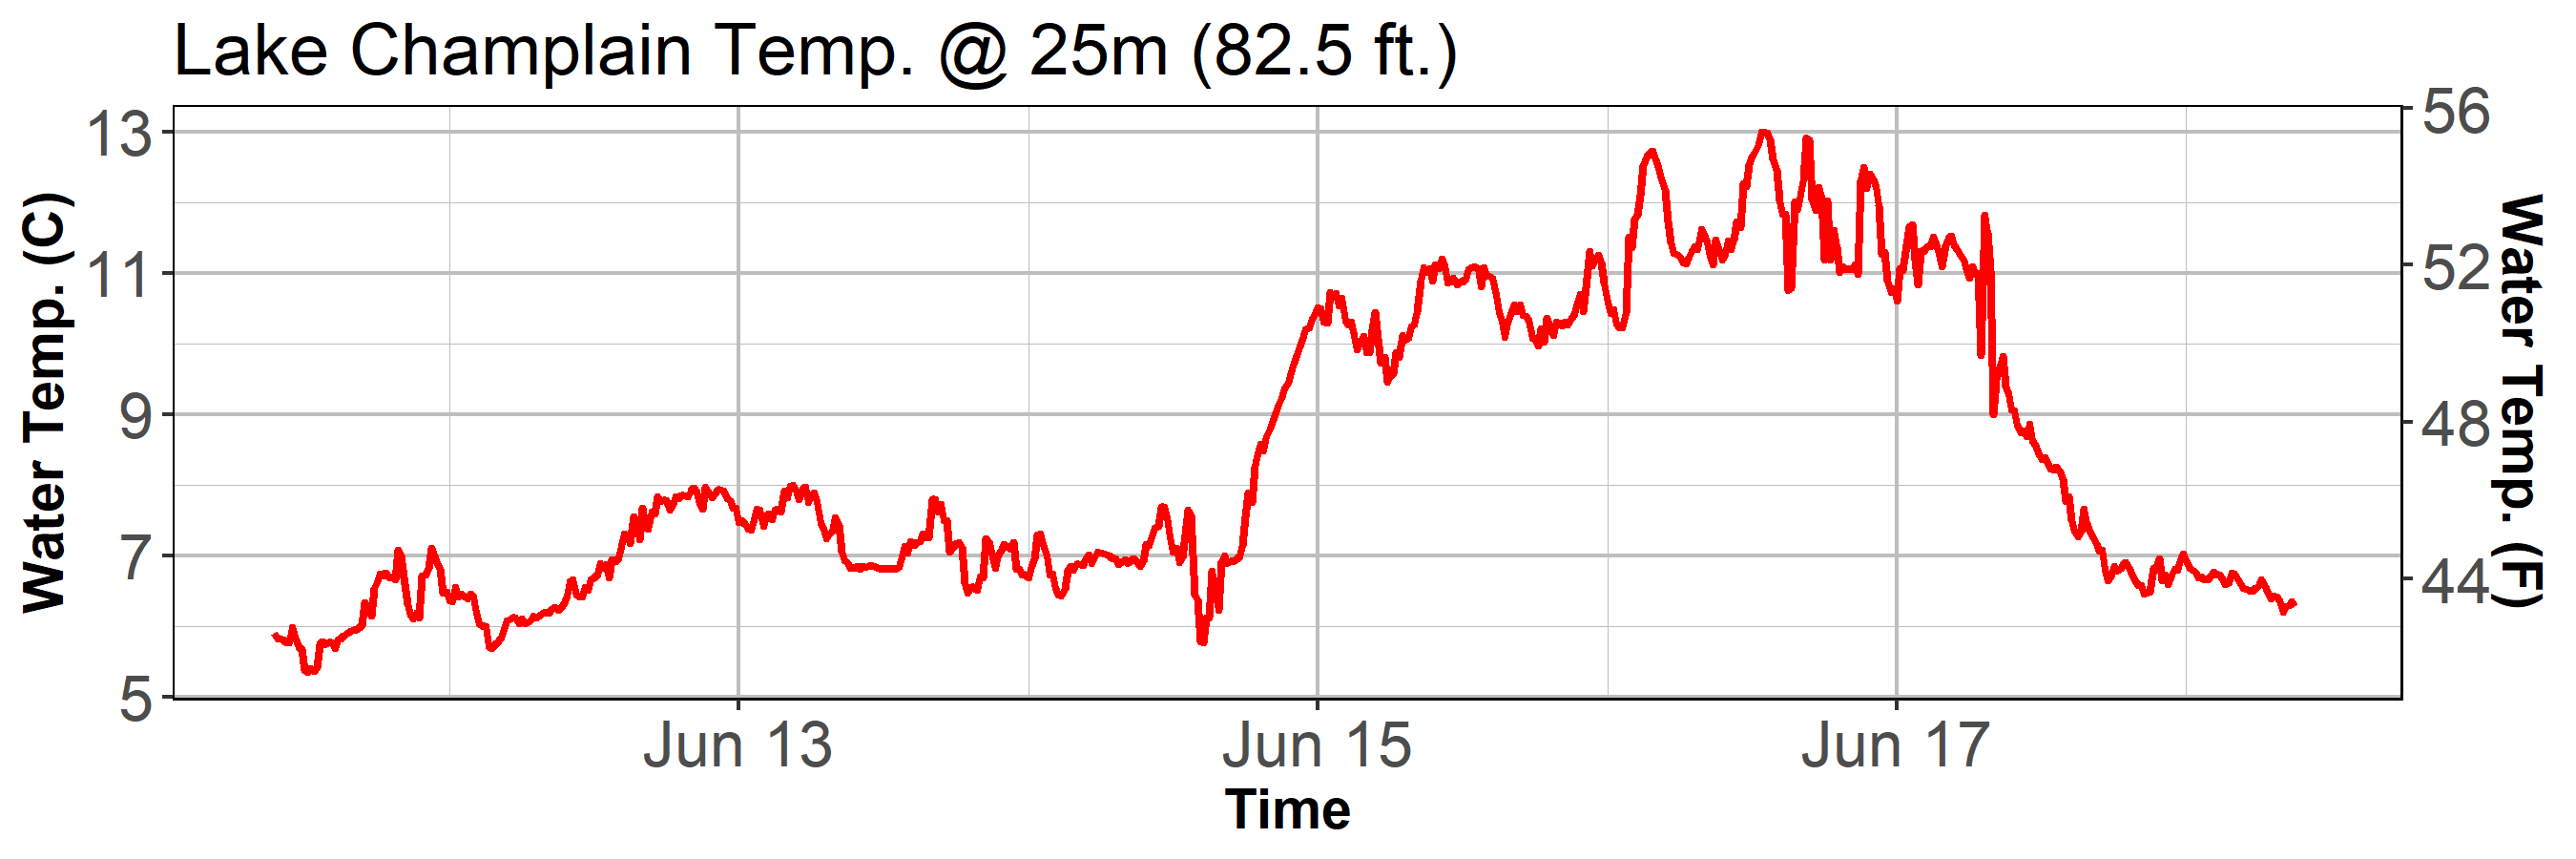 Lake Champlain Temp. @ 25m (82.5 ft.)
Water Temp. (C)
13
11
9
7
5
56
52
48
44
Water Temp. (F)
Jun 13
Jun 15
Jun 17
Time